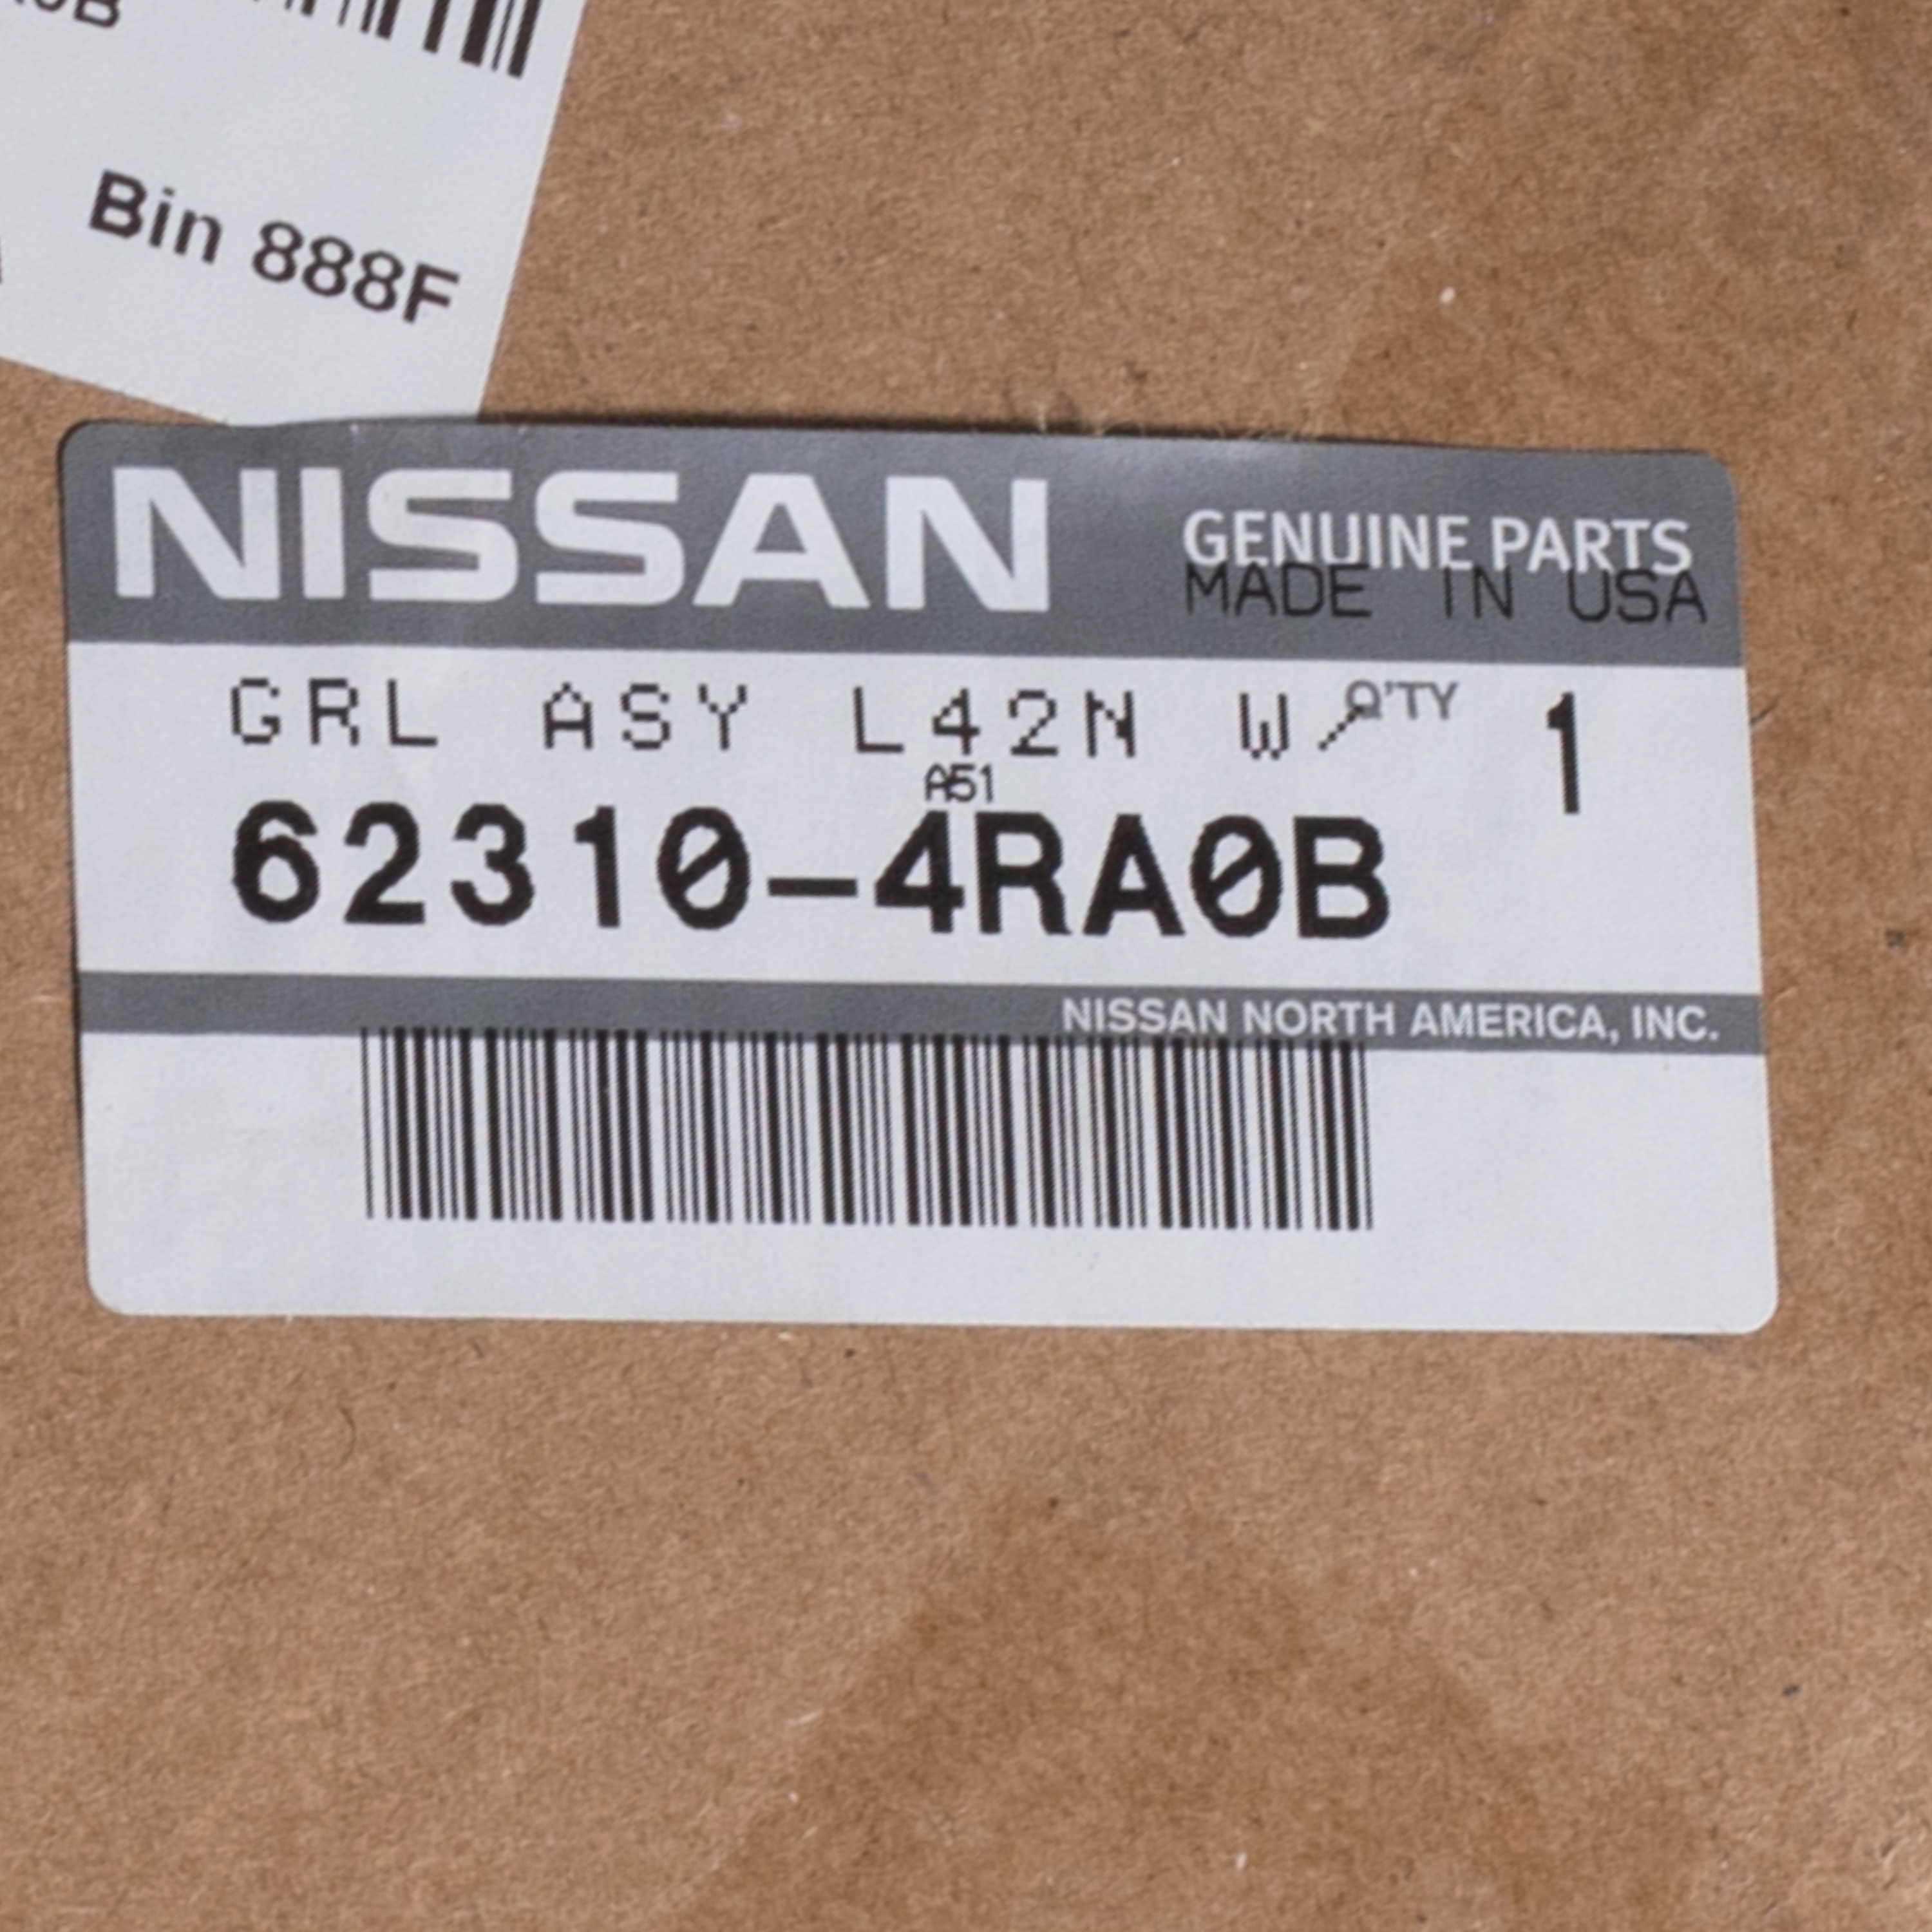 Bin 888F
NISSAN
GENUINE PARTS
MADE IN USA
GRL ASY L42N W/
Q'TY 1
A51
62310-4RA0B
NISSAN NORTH AMERICA, INC.